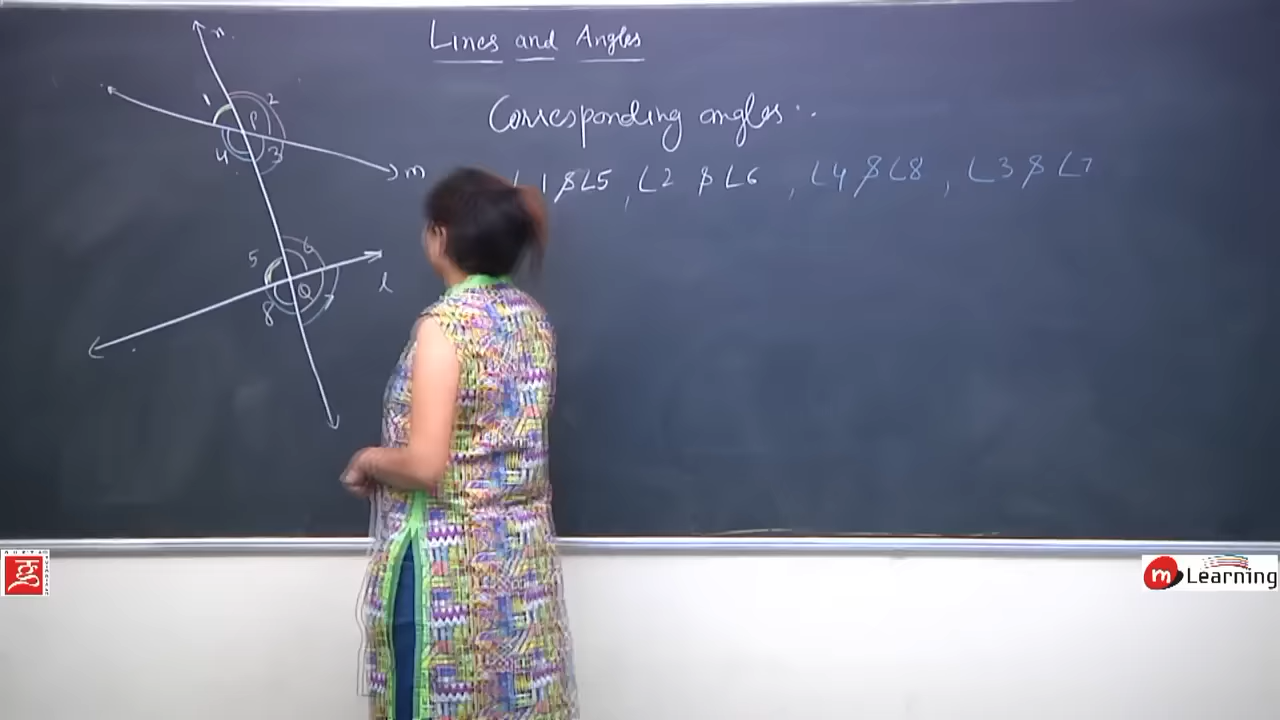 Lines and Angles
Corresponding angles :
∠1 & ∠5, ∠2 & ∠6, ∠4 & ∠8, ∠3 & ∠7
n
1 2
P
4 3
m
5 6
Q
8 7
l
m Learning